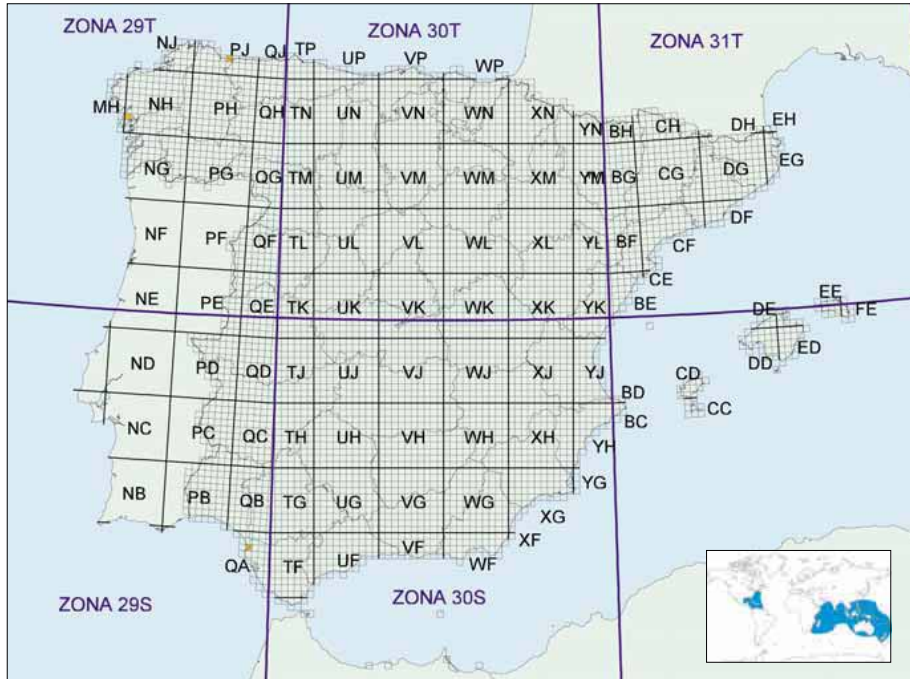 ZONA 29T ZONA 30T ZONA 31T
NJ PJ QJ TP UP VP WP
MH NH PH QH TN UN VN WN XN YN BH CH DH EH
NG PG QG TM UM VM WM XM YM BG CG DG EG
NF PF QF TL UL VL WL XL YL BF CF DF
NE PE QE TK UK VK WK XK YK BE CE DE EE FE
ND PD QD TJ UJ VJ WJ XJ YJ BD CD DD ED
NC PC QC TH UH VH WH XH YH BC CC
NB PB QB TG UG VG WG XG YG
QA TF UF VF WF XF
ZONA 29S ZONA 30S